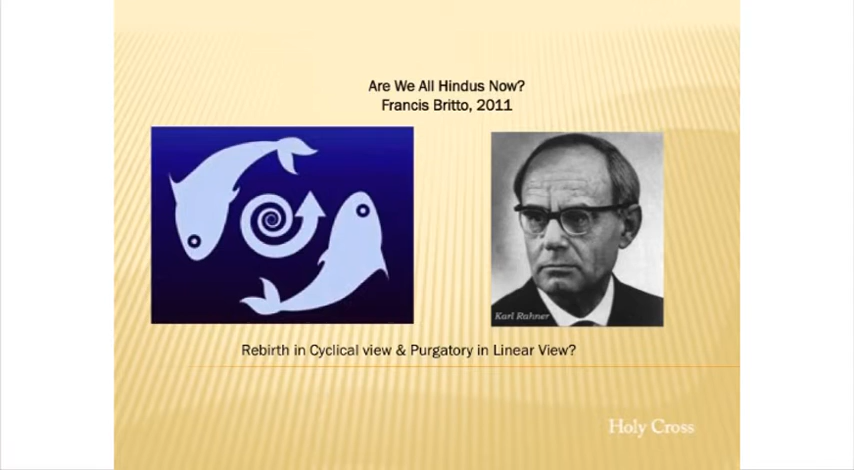 Are We All Hindus Now?
Francis Britto, 2011
Karl Rahner
Rebirth in Cyclical view & Purgatory in Linear View?
Holy Cross